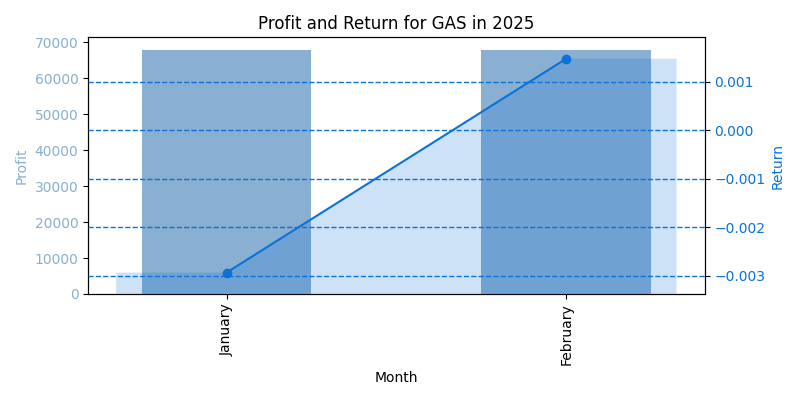 Profit and Return for GAS in 2025
Profit
70000
60000
50000
40000
30000
20000
10000
0
0.001
0.000
−0.001
−0.002
−0.003
Return
January
February
Month